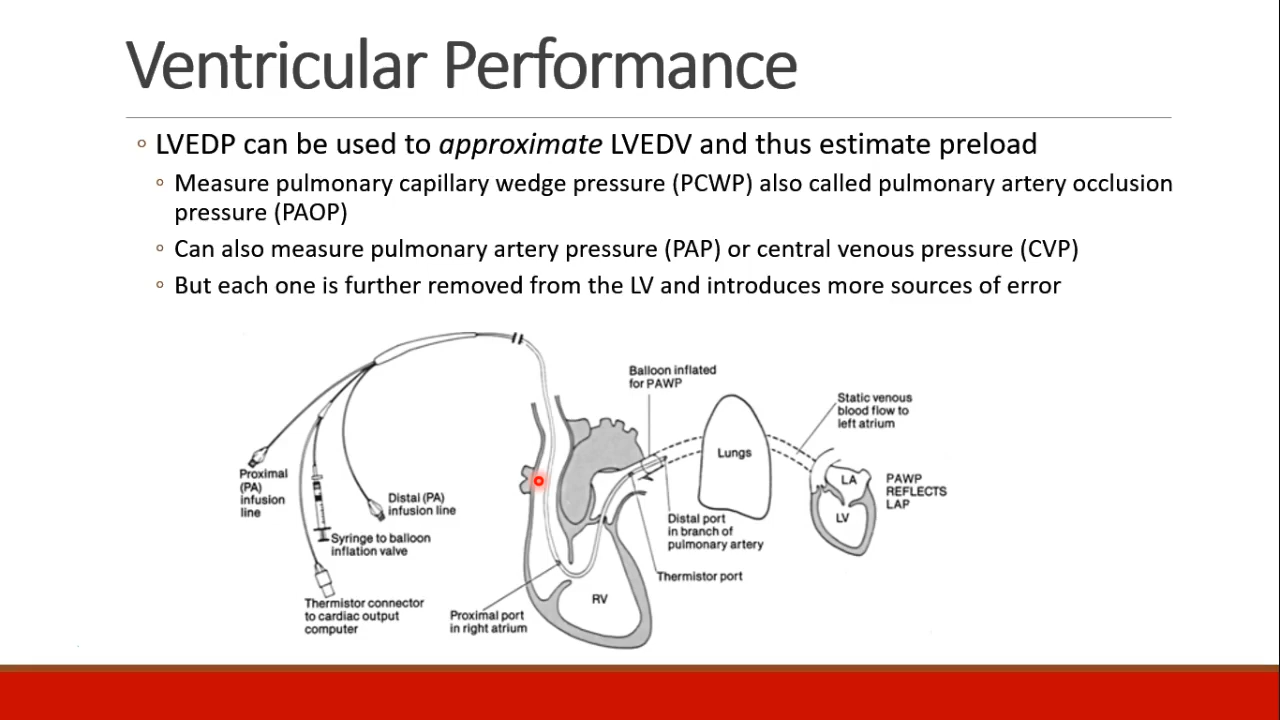 Ventricular Performance
LVEDP can be used to approximate LVEDV and thus estimate preload
Measure pulmonary capillary wedge pressure (PCWP) also called pulmonary artery occlusion
pressure (PAOP)
Can also measure pulmonary artery pressure (PAP) or central venous pressure (CVP)
But each one is further removed from the LV and introduces more sources of error
Balloon inflated
for PAWP
Static venous
blood flow to
left atrium
Lungs
Proximal
(PA)
infusion
line
Distal (PA)
infusion line
LA
LV
PAWP
REFLECTS
LAP
Syringe to balloon
inflation valve
Distal port
in branch of
pulmonary artery
Thermistor port
Thermistor connector
to cardiac output
computer
Proximal port
in right atrium
RV